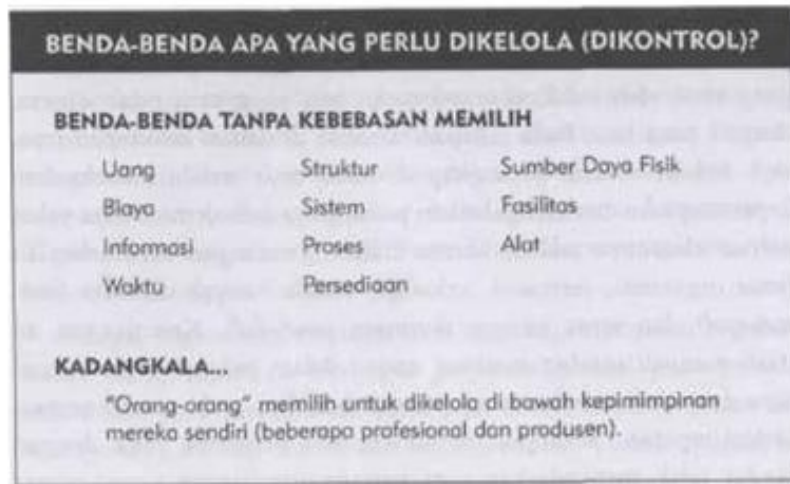 BENDA-BENDA APA YANG PERLU DIKELOLA (DIKONTROL)?
BENDA-BENDA TANPA KEBEBASAN MEMILIH
Uang Struktur Sumber Daya Fisik
Biaya Sistem Fasilitas
Informasi Proses Alat
Waktu Persediaan
KADANGKALA...
"Orang-orang" memilih untuk dikelola di bawah kepimimpinan
mereka sendiri (beberapa profesional dan produsen).